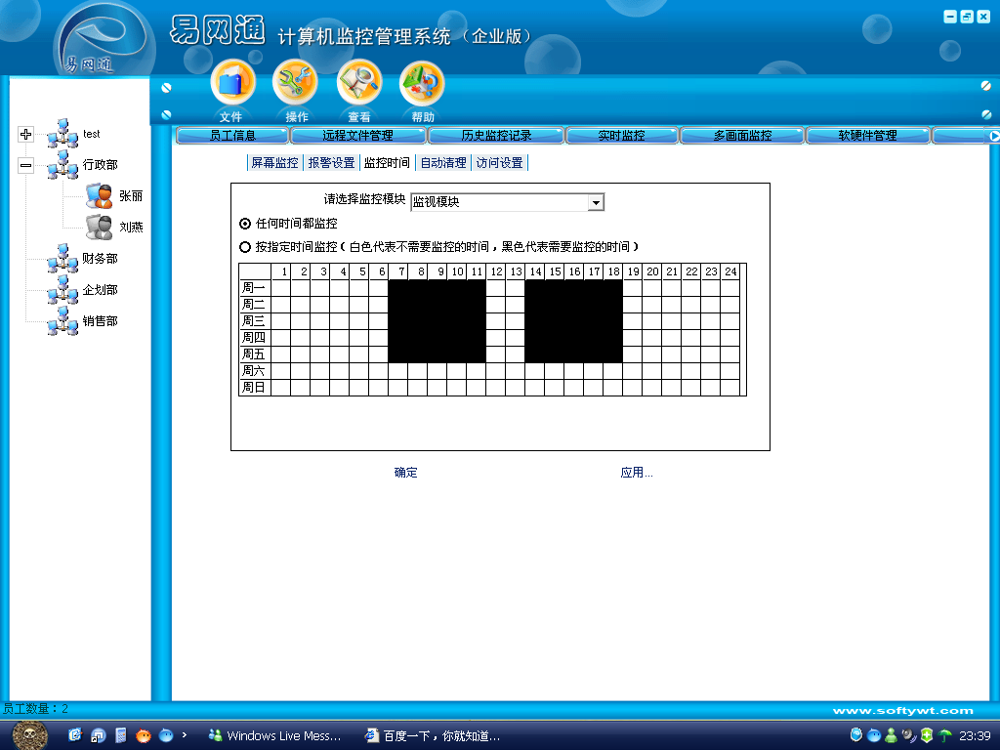 易网通 计算机监控管理系统（企业版）
易网通
文件 操作 查看 帮助
员工信息 远程文件管理 历史监控记录 实时监控 多画面监控 软硬件管理
屏幕监控 报警设置 监控时间 自动清理 访问设置
test
行政部
张丽
刘燕
财务部
企划部
销售部
请选择监控模块 监视模块
任何时间都监控
按指定时间监控（白色代表不需要监控的时间，黑色代表需要监控的时间）
1 2 3 4 5 6 7 8 9 10 11 12 13 14 15 16 17 18 19 20 21 22 23 24
周一
周二
周三
周四
周五
周六
周日
确定 应用...
员工数量：2
www.softywt.com
Windows Live Mess... 百度一下，你就知道... 23:39